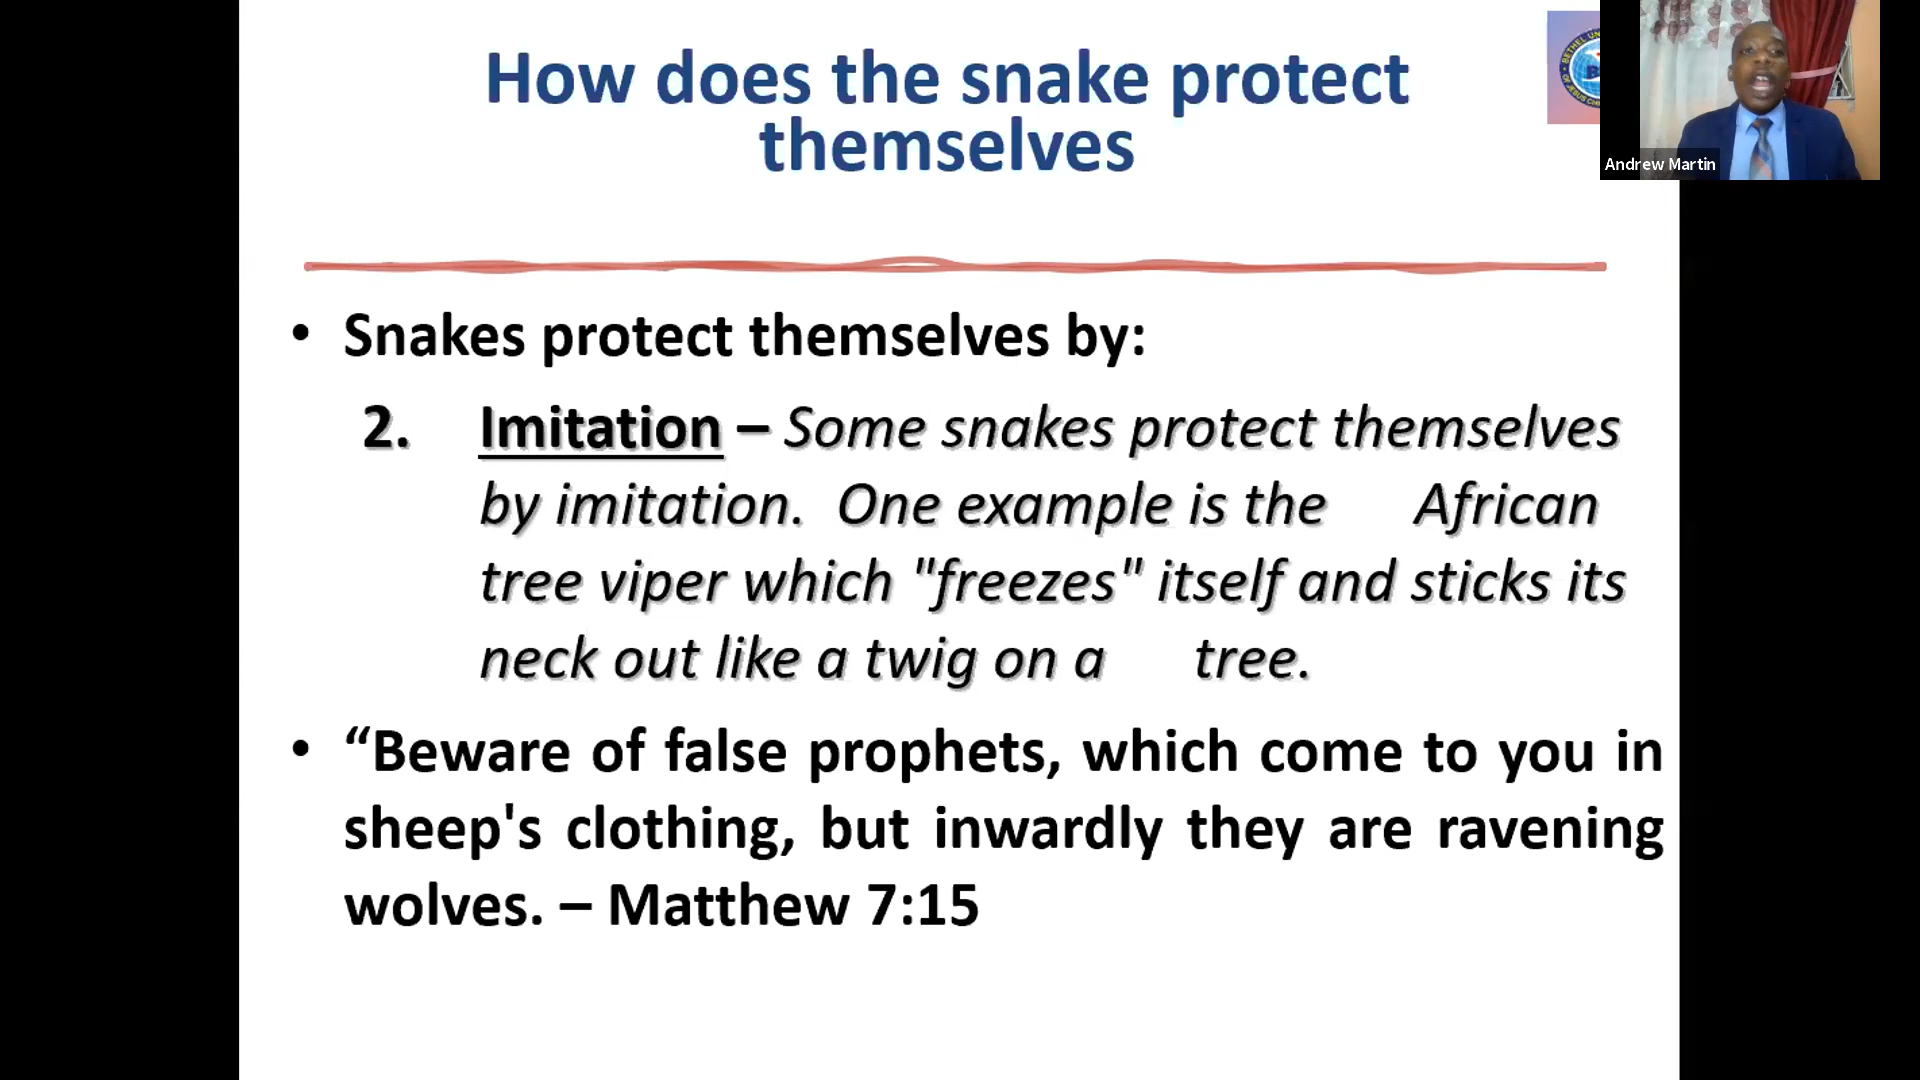 How does the snake protect
themselves
Andrew Martin
• Snakes protect themselves by:
2. Imitation – Some snakes protect themselves
by imitation. One example is the African
tree viper which "freezes" itself and sticks its
neck out like a twig on a tree.
• “Beware of false prophets, which come to you in
sheep's clothing, but inwardly they are ravening
wolves. – Matthew 7:15